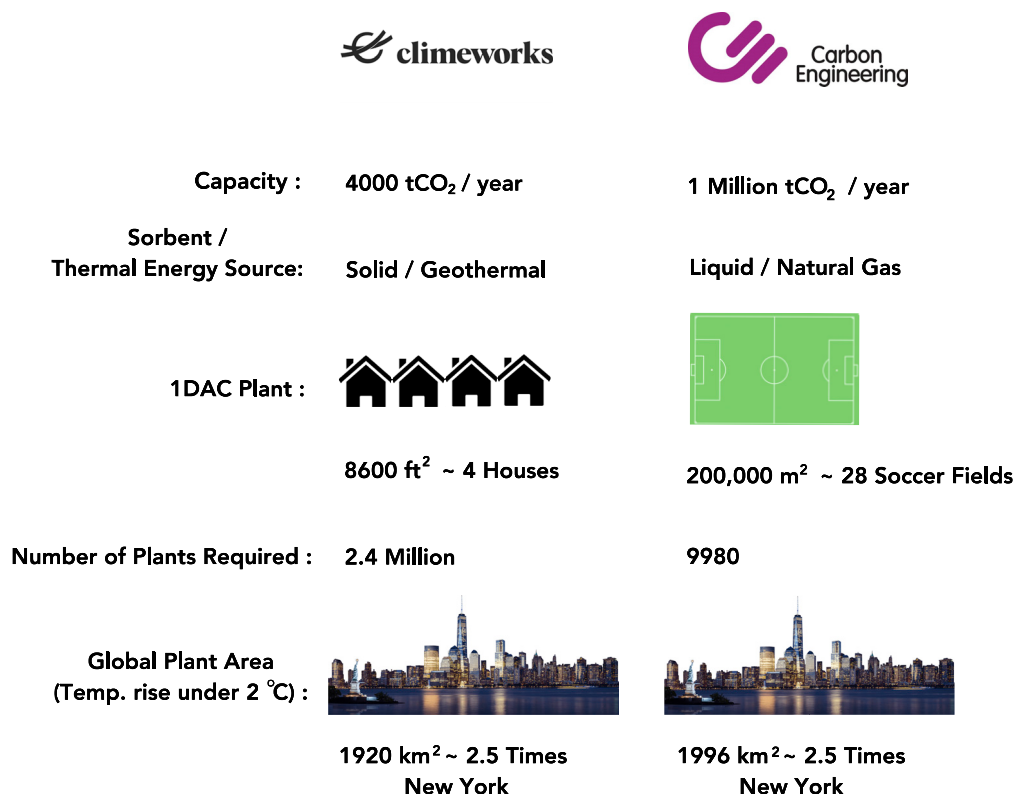 climeworks
Carbon
Engineering
Capacity :
4000 tCO₂ / year
1 Million tCO₂ / year
Sorbent /
Thermal Energy Source:
Solid / Geothermal
Liquid / Natural Gas
1DAC Plant :
8600 ft² ~ 4 Houses
200,000 m² ~ 28 Soccer Fields
Number of Plants Required :
2.4 Million
9980
Global Plant Area
(Temp. rise under 2 °C) :
1920 km² ~ 2.5 Times
New York
1996 km² ~ 2.5 Times
New York